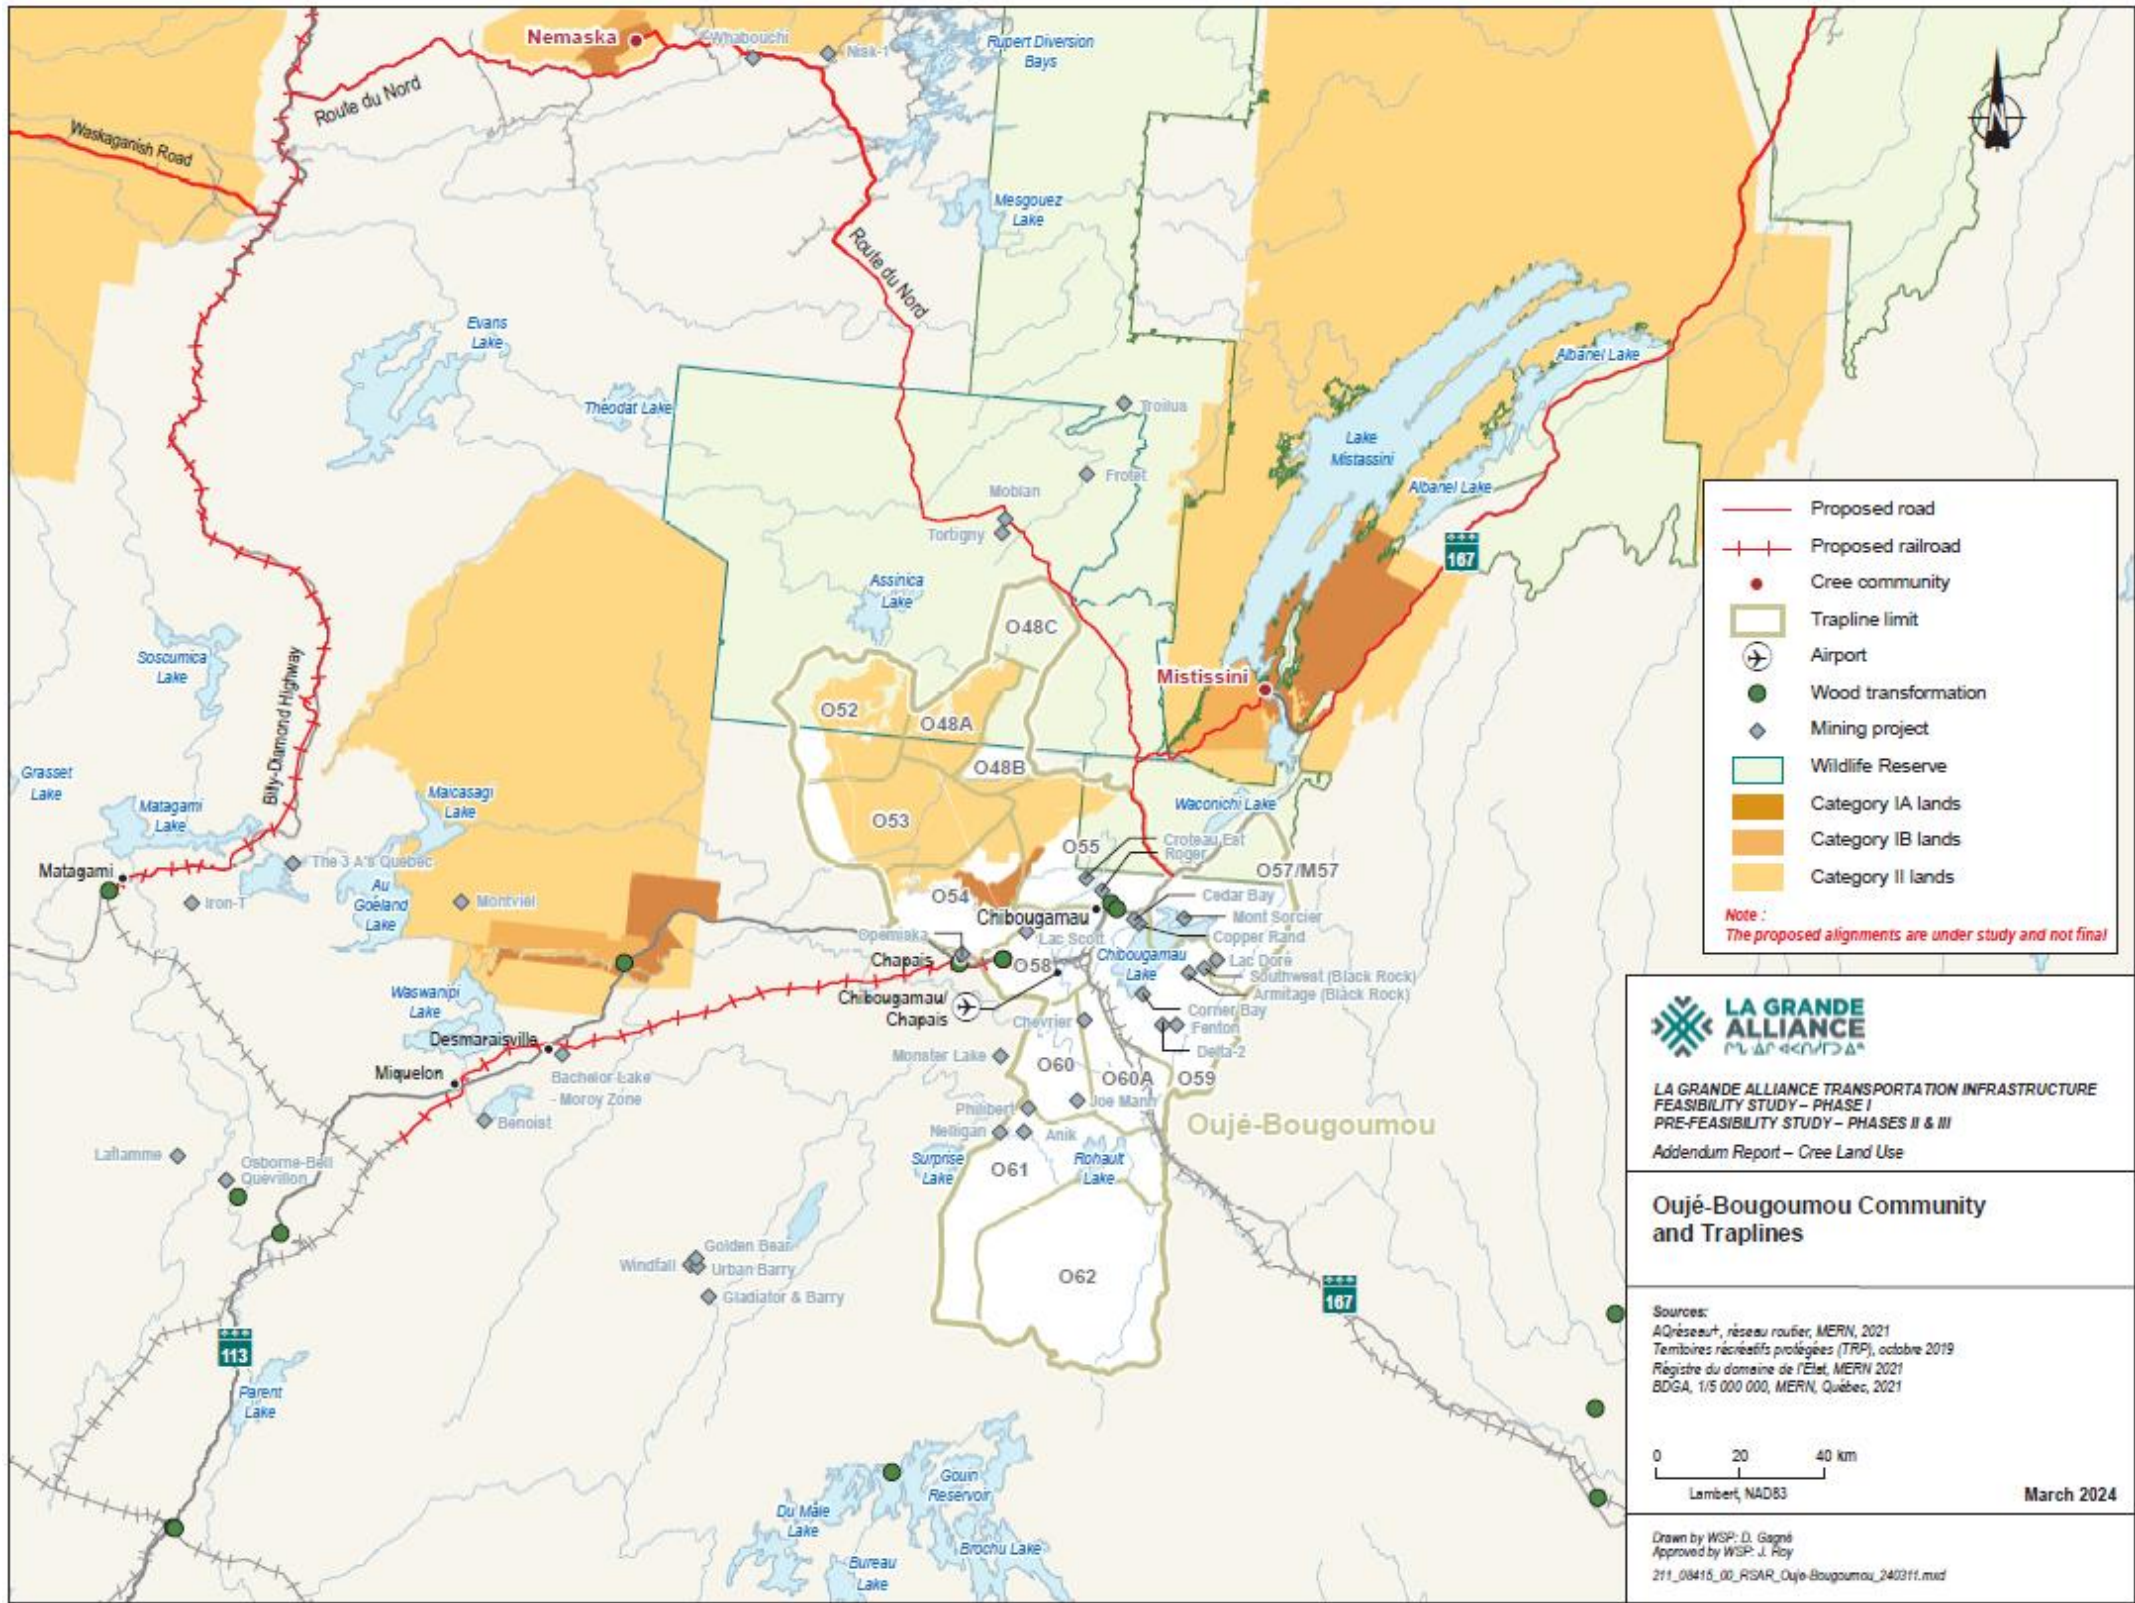 Nemaska
Whabouchi
Nisk-1
Rupert Diversion
Bays
Route du Nord
Waskaganish Road
Mesgouez
Lake
Route du Nord
Evans
Lake
Théodat Lake
Albanel Lake
Troilus
Lake
Mistassini
Frotet
Moblan
Albanel Lake
Tortigny
167
Assinica
Lake
O48C
Soscumica
Lake
Mistissini
Billy-Diamond Highway
O52
O48A
O48B
Grasset
Lake
Matagami
Lake
Maicasagi
Lake
Waconichi Lake
O53
O55
Croteau Est
Roger
Matagami
The 3 A's Quebec
O57/M57
Au
Goéland
Lake
Iron-T
Montviel
O54
Cedar Bay
Chibougamau
Mont Sorcier
Opemiska
Lac Scott
Copper Rand
Chapais
O58
Chibougamau
Lake
Lac Doré
Southwest (Black Rock)
Armitage (Black Rock)
Waswanipi
Lake
Chibougamau/
Chapais
Corner Bay
Chevrier
Fenton
Desmaraisville
Monster Lake
Delta-2
Miquelon
Bachelor Lake
- Moroy Zone
O60
O60A
O59
Benoist
Philibert
Joe Mann
Nelligan
Anik
Oujé-Bougoumou
Laflamme
Osborne-Bell
Quévillon
Surprise
Lake
O61
Rohault
Lake
Golden Bear
Windfall
Urban Barry
Gladiator & Barry
O62
167
113
Parent
Lake
Gouin
Reservoir
Du Mâle
Lake
Brochu Lake
Bureau
Lake
N
Proposed road
Proposed railroad
Cree community
Trapline limit
Airport
Wood transformation
Mining project
Wildlife Reserve
Category IA lands
Category IB lands
Category II lands
Note :
The proposed alignments are under study and not final
LA GRANDE
ALLIANCE
LA GRANDE ALLIANCE TRANSPORTATION INFRASTRUCTURE
FEASIBILITY STUDY – PHASE I
PRE-FEASIBILITY STUDY – PHASES II & III
Addendum Report – Cree Land Use
Oujé-Bougoumou Community
and Traplines
Sources:
AQréseau+, réseau routier, MERN, 2021
Territoires récréatifs protégées (TRP), octobre 2019
Régistre du domaine de l'État, MERN 2021
BDGA, 1/5 000 000, MERN, Québec, 2021
0 20 40 km
Lambert, NAD83
March 2024
Drawn by WSP: D. Gagné
Approved by WSP: J. Roy
211_08415_00_RSAR_Ouje-Bougoumou_240311.mxd